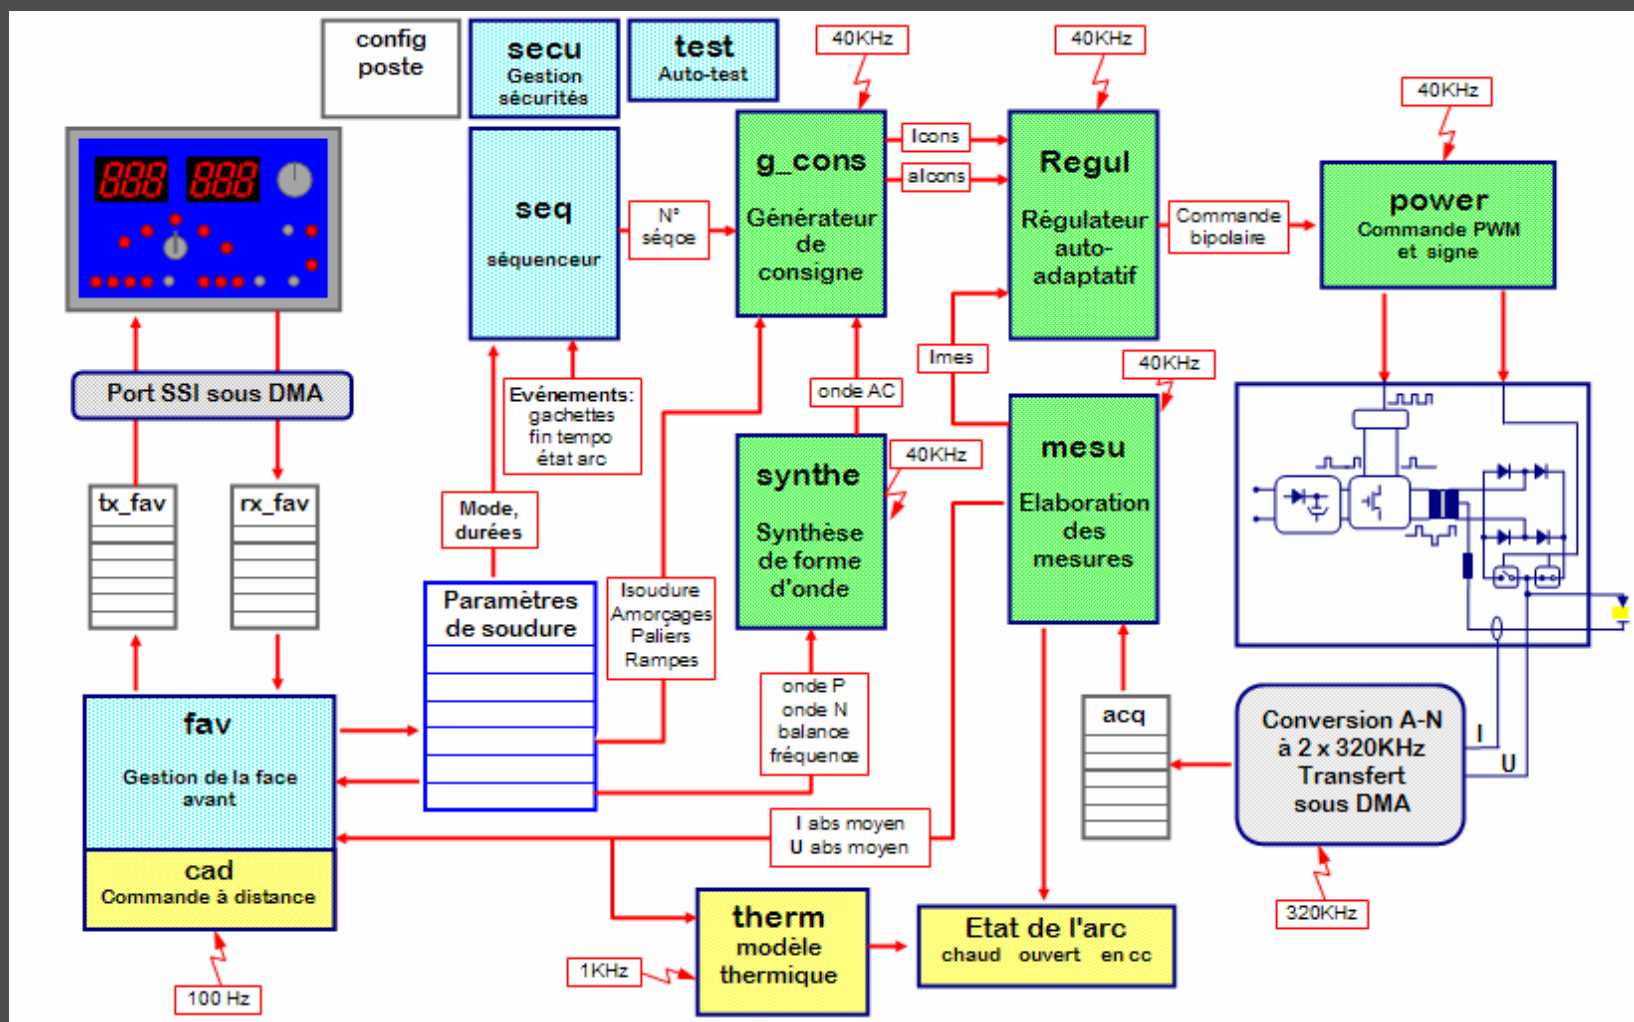 config
poste
secu
Gestion
sécurités
test
Auto-test
40KHz
40KHz
40KHz
888 888
seq
séquenceur
N°
séqce
g_cons
Générateur
de
consigne
Icons
aIcons
Regul
Régulateur
auto-
adaptatif
Commande
bipolaire
power
Commande PWM
et signe
Port SSI sous DMA
Evénements:
gachettes
fin tempo
état arc
onde AC
Imes
40KHz
tx_fav
rx_fav
Mode,
durées
synthe
Synthèse
de forme
d'onde
40KHz
mesu
Elaboration
des
mesures
Paramètres
de soudure
Isoudure
Amorçages
Paliers
Rampes
onde P
onde N
balance
fréquence
acq
Conversion A-N
à 2 x 320KHz
Transfert
sous DMA
I
U
fav
Gestion de la face
avant
I abs moyen
U abs moyen
cad
Commande à distance
therm
modèle
thermique
Etat de l'arc
chaud ouvert en cc
320KHz
1KHz
100 Hz